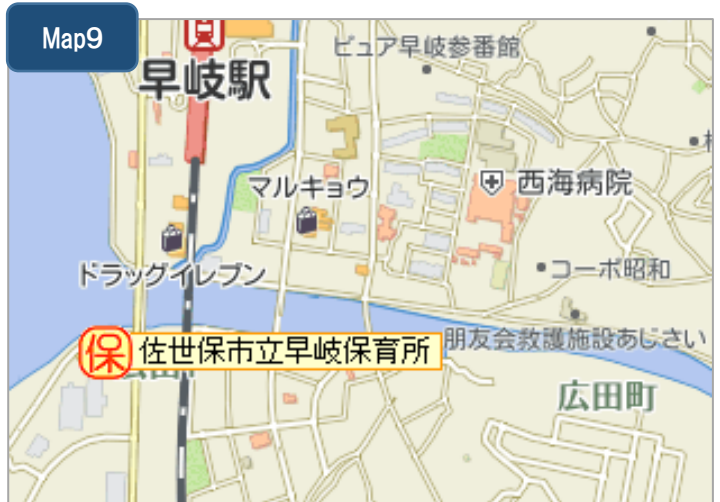 Map9
ピュア早岐参番館
早岐駅
マルキョウ
西海病院
ドラッグイレブン
コーポ昭和
保 佐世保市立早岐保育所
朋友会救護施設あじさい
広田町